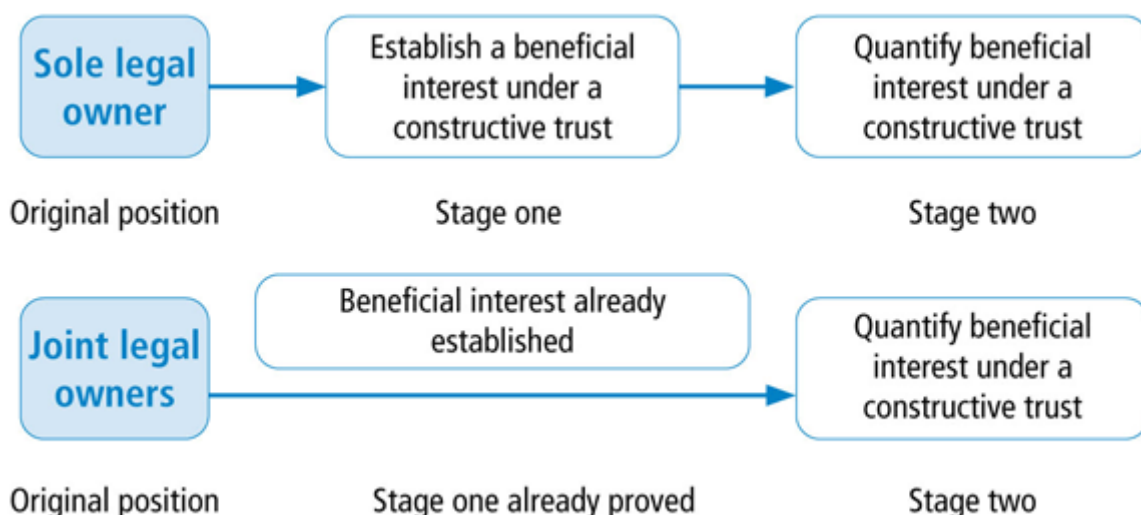 Sole legal
owner
Establish a beneficial
interest under a
constructive trust
Quantify beneficial
interest under a
constructive trust
Original position
Stage one
Stage two
Joint legal
owners
Beneficial interest already
established
Quantify beneficial
interest under a
constructive trust
Original position
Stage one already proved
Stage two